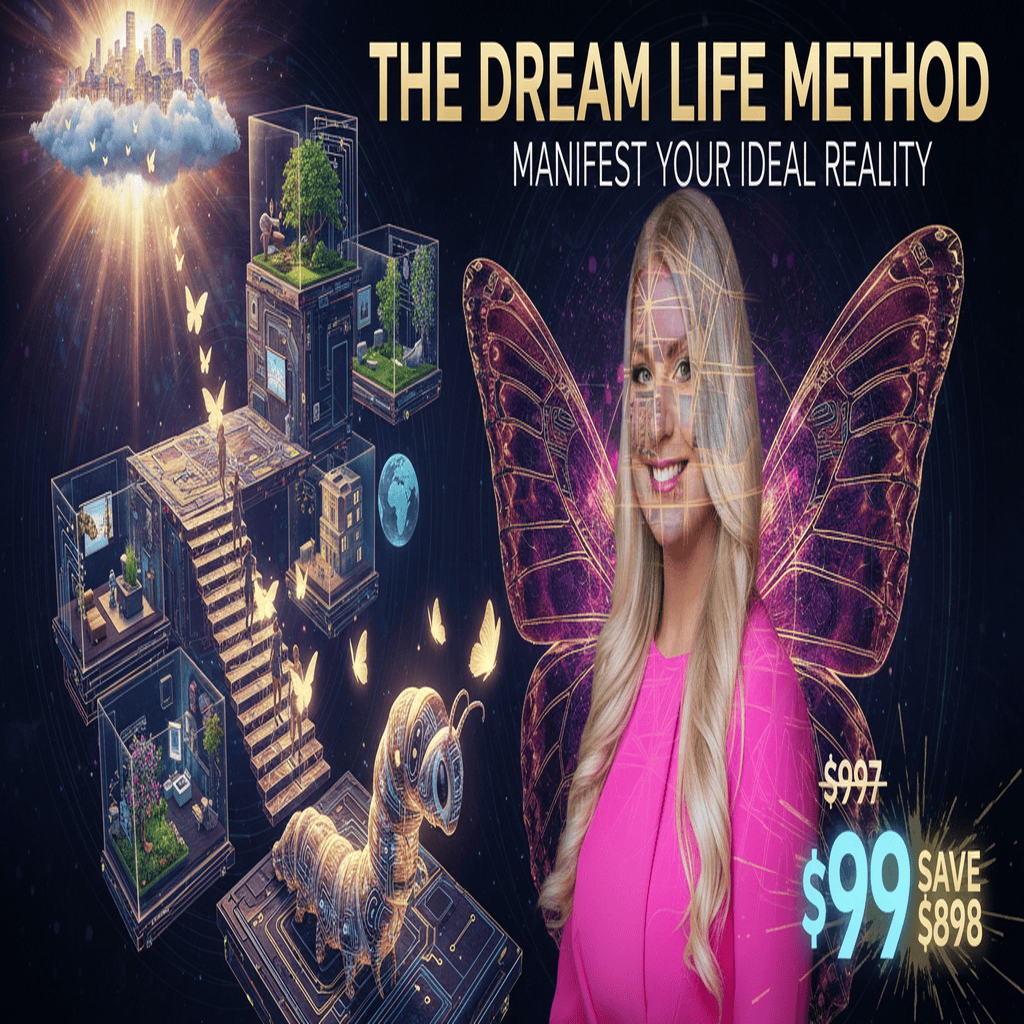 THE DREAM LIFE METHOD
MANIFEST YOUR IDEAL REALITY
$997
$99
SAVE
$898